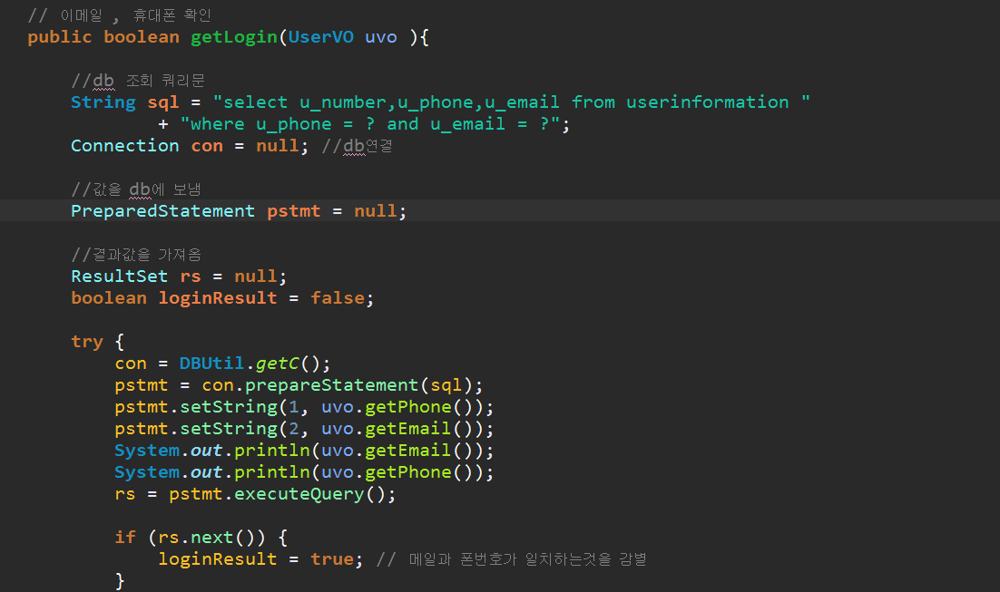 // 이메일 , 휴대폰 확인
public boolean getLogin(UserVO uvo ){
//db 조회 쿼리문
String sql = "select u_number,u_phone,u_email from userinformation "
+ "where u_phone = ? and u_email = ?";
Connection con = null; //db연결
//값을 db에 보냄
PreparedStatement pstmt = null;
//결과값을 가져옴
ResultSet rs = null;
boolean loginResult = false;
try {
con = DBUtil.getC();
pstmt = con.prepareStatement(sql);
pstmt.setString(1, uvo.getPhone());
pstmt.setString(2, uvo.getEmail());
System.out.println(uvo.getEmail());
System.out.println(uvo.getPhone());
rs = pstmt.executeQuery();
if (rs.next()) {
loginResult = true; // 메일과 폰번호가 일치하는것을 감별
}